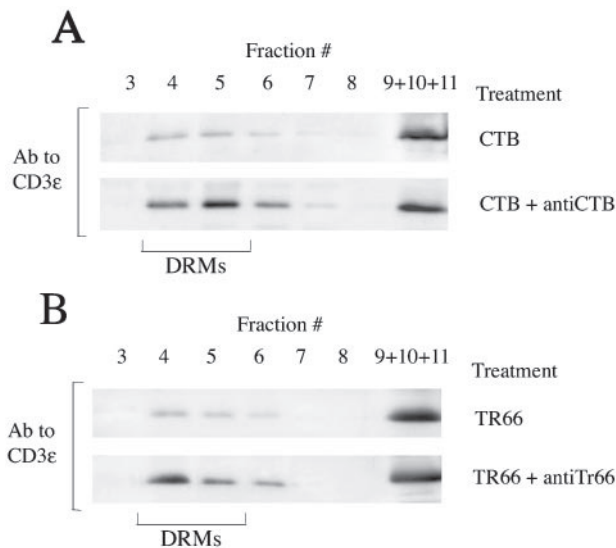 A
Fraction #
3 4 5 6 7 8 9+10+11 Treatment
Ab to CD3ε
CTB
CTB + antiCTB
DRMs
B
Fraction #
3 4 5 6 7 8 9+10+11 Treatment
Ab to CD3ε
TR66
TR66 + antiTr66
DRMs